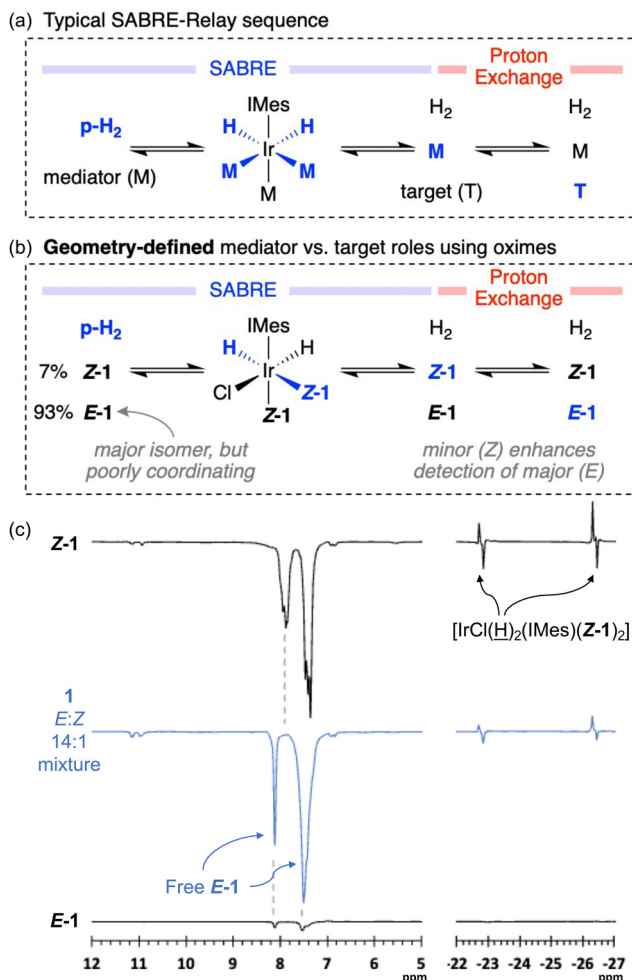 (a) Typical SABRE-Relay sequence
SABRE
Proton
Exchange
IMes
H2
H2
p-H2
H
H
Ir
M
M
M
M
M
mediator (M)
target (T)
T
(b) Geometry-defined mediator vs. target roles using oximes
SABRE
Proton
Exchange
p-H2
IMes
H2
H2
H
H
7%
Z-1
Ir
Z-1
Z-1
Cl
Z-1
93%
E-1
Z-1
E-1
E-1
major isomer, but
poorly coordinating
minor (Z) enhances
detection of major (E)
(c)
Z-1
[IrCl(H)2(IMes)(Z-1)2]
1
E:Z
14:1
mixture
Free E-1
E-1
12 11 10 9 8 7 6 5
ppm
-22 -23 -24 -25 -26 -27
ppm